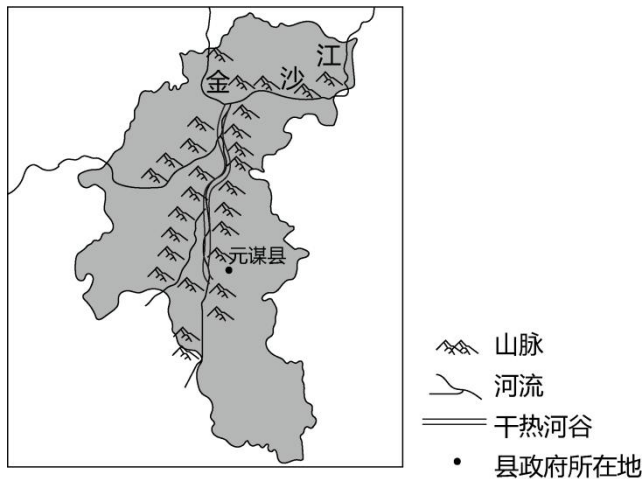 金 沙 江
元谋县
山脉
河流
干热河谷
县政府所在地